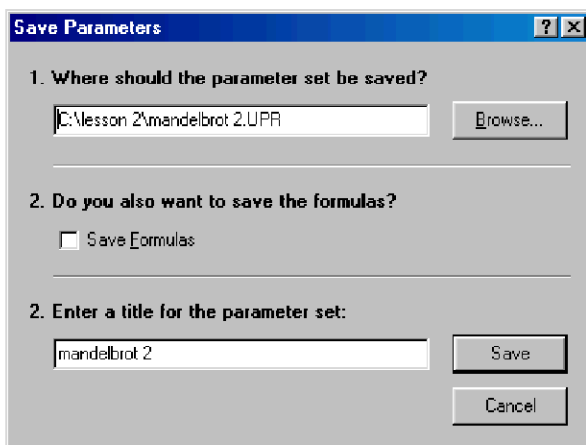 Save Parameters
1. Where should the parameter set be saved?
C:\lesson 2\mandelbrot 2.UPR
Browse...
2. Do you also want to save the formulas?
Save Formulas
2. Enter a title for the parameter set:
mandelbrot 2
Save
Cancel